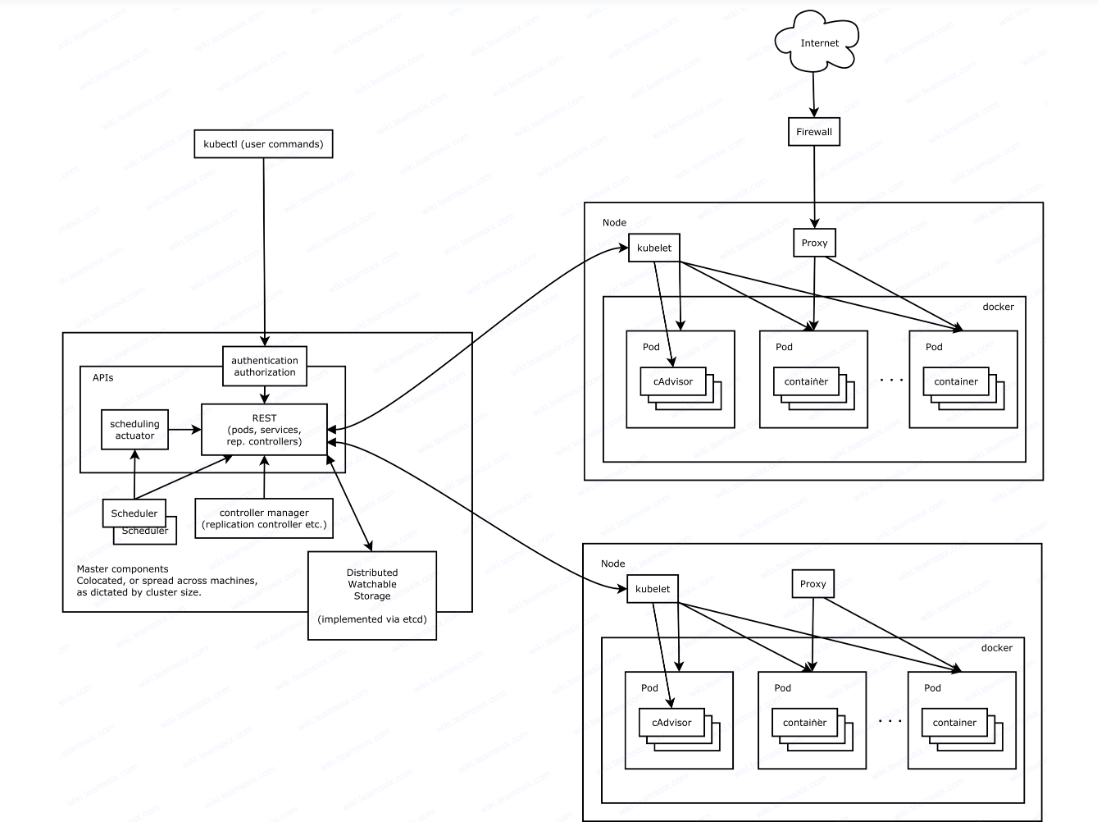 Internet
kubectl (user commands)
Firewall
Node
kubelet
Proxy
docker
Pod
Pod
Pod
cAdvisor
container
. . .
container
authentication
authorization
APIs
REST
(pods, services,
rep. controllers)
scheduling
actuator
Scheduler
Scheduler
controller manager
(replication controller etc.)
Master components
Colocated, or spread across machines,
as dictated by cluster size.
Distributed
Watchable
Storage
(implemented via etcd)
Node
kubelet
Proxy
docker
Pod
Pod
Pod
cAdvisor
container
. . .
container